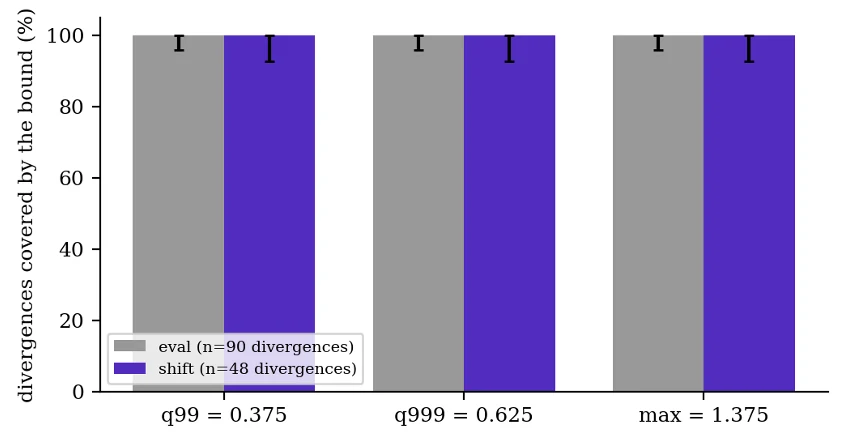 divergences covered by the bound (%)
100
80
60
40
20
0
eval (n=90 divergences)
shift (n=48 divergences)
q99 = 0.375
q999 = 0.625
max = 1.375